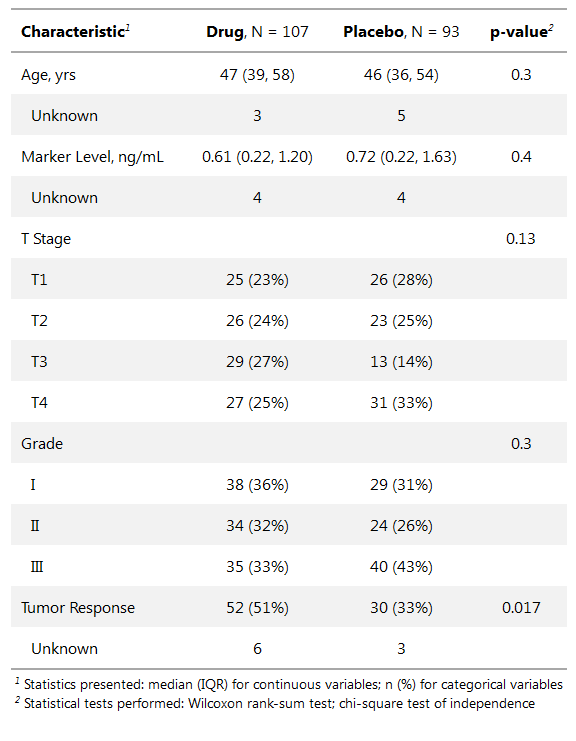 Characteristic1 Drug, N = 107 Placebo, N = 93 p-value2
Age, yrs 47 (39, 58) 46 (36, 54) 0.3
Unknown 3 5
Marker Level, ng/mL 0.61 (0.22, 1.20) 0.72 (0.22, 1.63) 0.4
Unknown 4 4
T Stage 0.13
T1 25 (23%) 26 (28%)
T2 26 (24%) 23 (25%)
T3 29 (27%) 13 (14%)
T4 27 (25%) 31 (33%)
Grade 0.3
I 38 (36%) 29 (31%)
II 34 (32%) 24 (26%)
III 35 (33%) 40 (43%)
Tumor Response 52 (51%) 30 (33%) 0.017
Unknown 6 3
1 Statistics presented: median (IQR) for continuous variables; n (%) for categorical variables
2 Statistical tests performed: Wilcoxon rank-sum test; chi-square test of independence